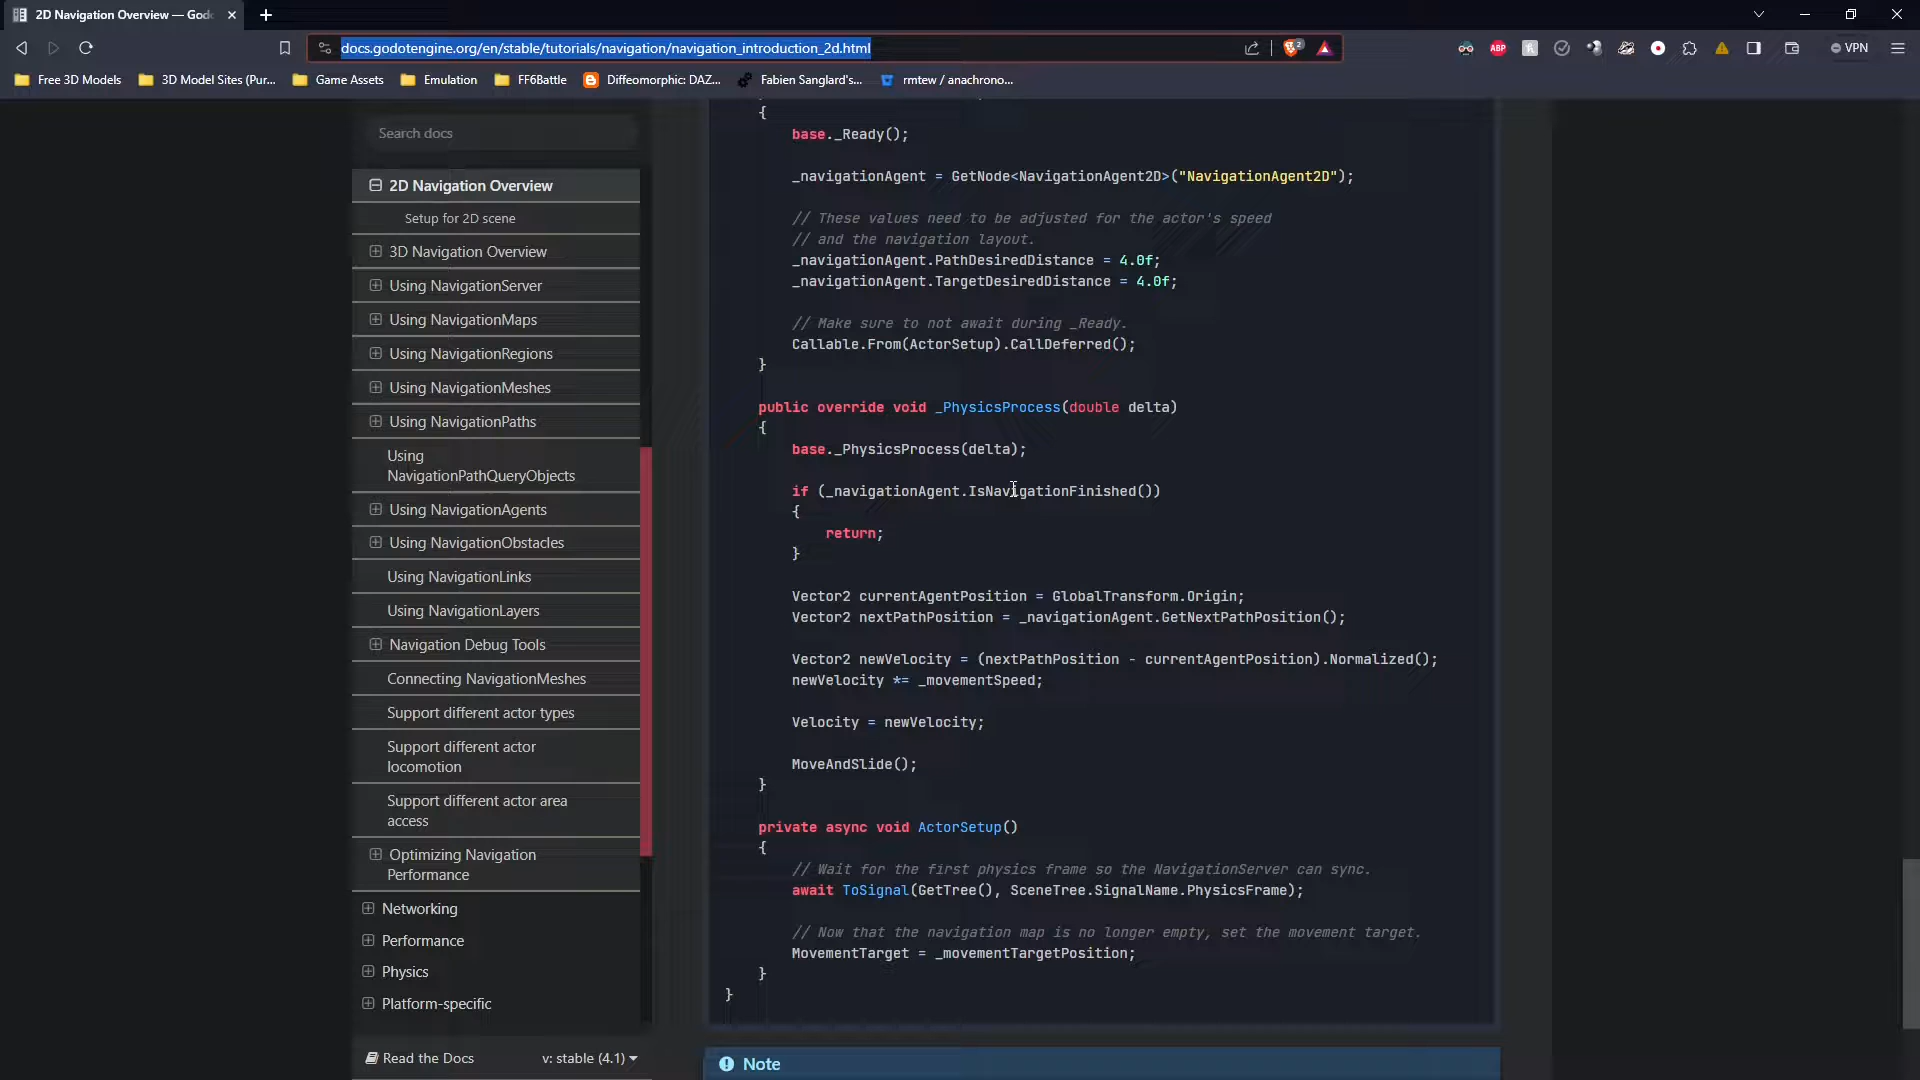 2D Navigation Overview — Godo
docs.godotengine.org/en/stable/tutorials/navigation/navigation_introduction_2d.html
2
ABP
VPN
Free 3D Models
3D Model Sites (Pur...
Game Assets
Emulation
FF6Battle
Diffeomorphic: DAZ...
Fabien Sanglard's...
rmtew / anachrono...
Search docs
2D Navigation Overview
Setup for 2D scene
3D Navigation Overview
Using NavigationServer
Using NavigationMaps
Using NavigationRegions
Using NavigationMeshes
Using NavigationPaths
Using
NavigationPathQueryObjects
Using NavigationAgents
Using NavigationObstacles
Using NavigationLinks
Using NavigationLayers
Navigation Debug Tools
Connecting NavigationMeshes
Support different actor types
Support different actor
locomotion
Support different actor area
access
Optimizing Navigation
Performance
Networking
Performance
Physics
Platform-specific
Read the Docs
v: stable (4.1)
{
base._Ready();
_navigationAgent = GetNode<NavigationAgent2D>("NavigationAgent2D");
// These values need to be adjusted for the actor's speed
// and the navigation layout.
_navigationAgent.PathDesiredDistance = 4.0f;
_navigationAgent.TargetDesiredDistance = 4.0f;
// Make sure to not await during _Ready.
Callable.From(ActorSetup).CallDeferred();
}
public override void _PhysicsProcess(double delta)
{
base._PhysicsProcess(delta);
if (_navigationAgent.IsNavigationFinished())
{
return;
}
Vector2 currentAgentPosition = GlobalTransform.Origin;
Vector2 nextPathPosition = _navigationAgent.GetNextPathPosition();
Vector2 newVelocity = (nextPathPosition - currentAgentPosition).Normalized();
newVelocity *= _movementSpeed;
Velocity = newVelocity;
MoveAndSlide();
}
private async void ActorSetup()
{
// Wait for the first physics frame so the NavigationServer can sync.
await ToSignal(GetTree(), SceneTree.SignalName.PhysicsFrame);
// Now that the navigation map is no longer empty, set the movement target.
MovementTarget = _movementTargetPosition;
}
}
Note